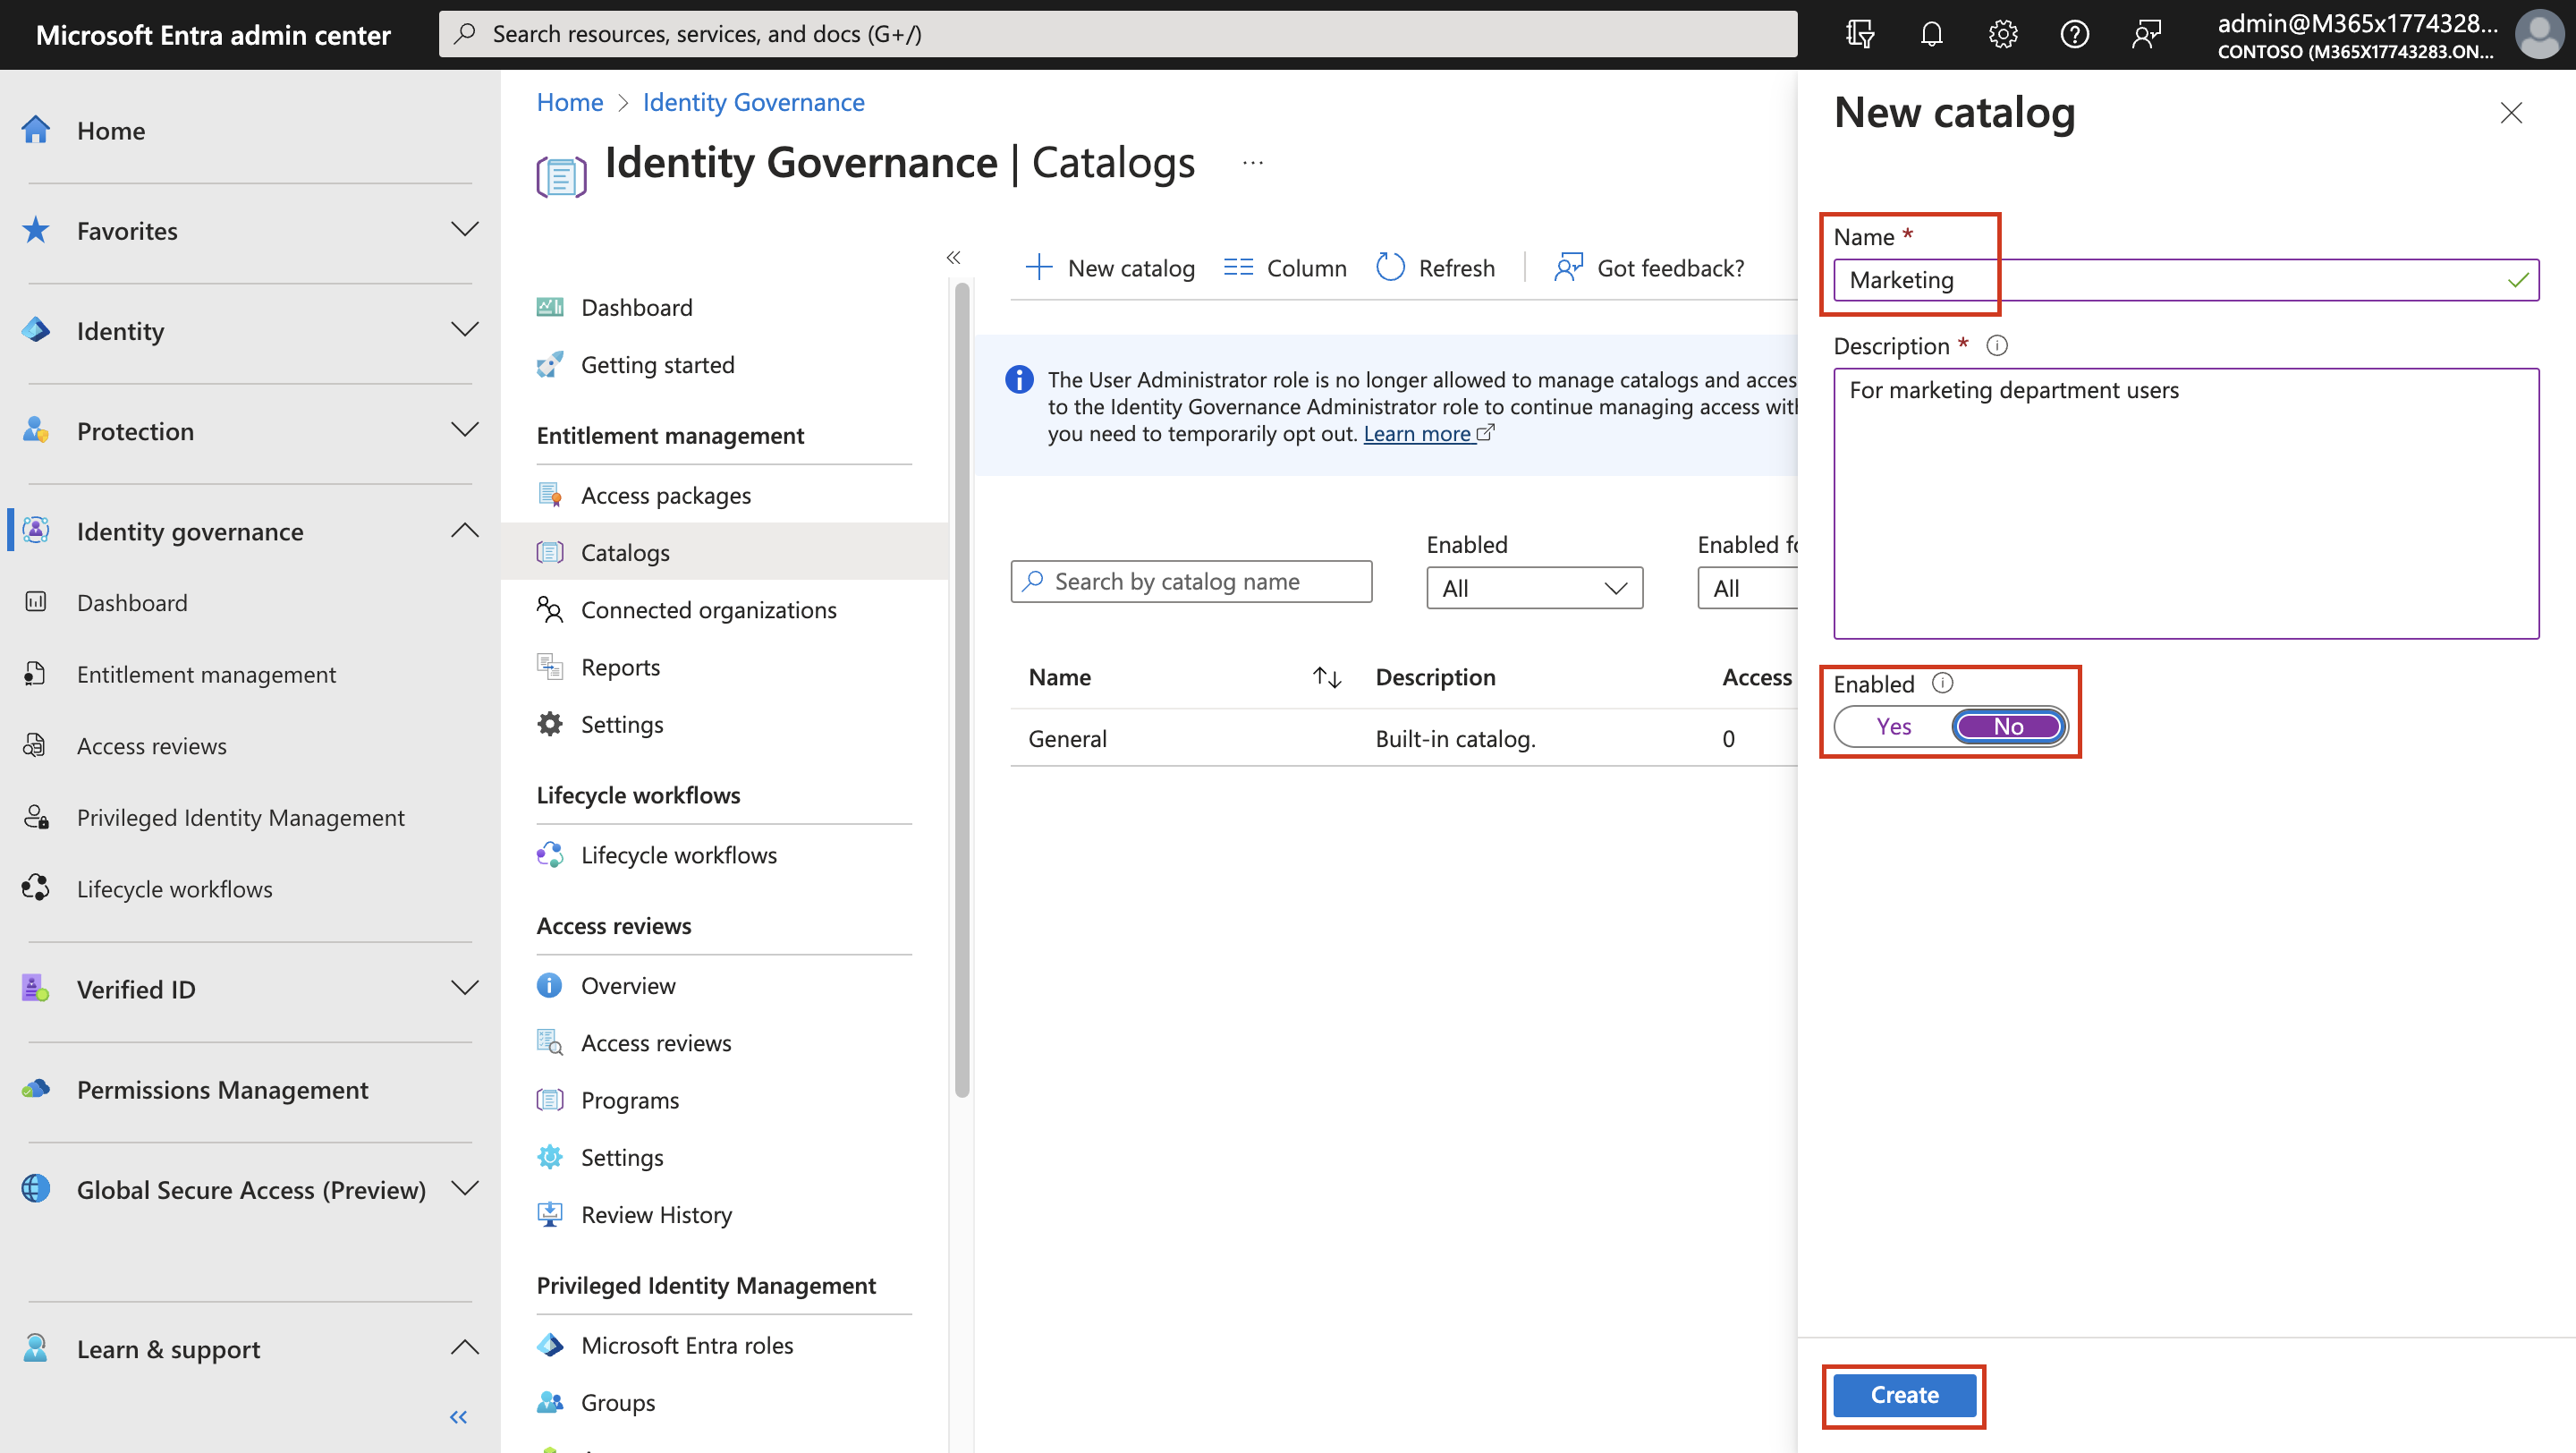 Microsoft Entra admin center
Search resources, services, and docs (G+/)
admin@M365x1774328...
CONTOSO (M365X17743283.ON...
Home
Favorites
Identity
Protection
Identity governance
Dashboard
Entitlement management
Access reviews
Privileged Identity Management
Lifecycle workflows
Verified ID
Permissions Management
Global Secure Access (Preview)
Learn & support
Home > Identity Governance
Identity Governance | Catalogs ...
Dashboard
Getting started
Entitlement management
Access packages
Catalogs
Connected organizations
Reports
Settings
Lifecycle workflows
Lifecycle workflows
Access reviews
Overview
Access reviews
Programs
Settings
Review History
Privileged Identity Management
Microsoft Entra roles
Groups
New catalog Column Refresh Got feedback?
The User Administrator role is no longer allowed to manage catalogs and acces
to the Identity Governance Administrator role to continue managing access wit
you need to temporarily opt out. Learn more
Search by catalog name
Enabled
All
Enabled fo
All
Name Description Access
General Built-in catalog. 0
New catalog
Name *
Marketing
Description *
For marketing department users
Enabled
Yes No
Create